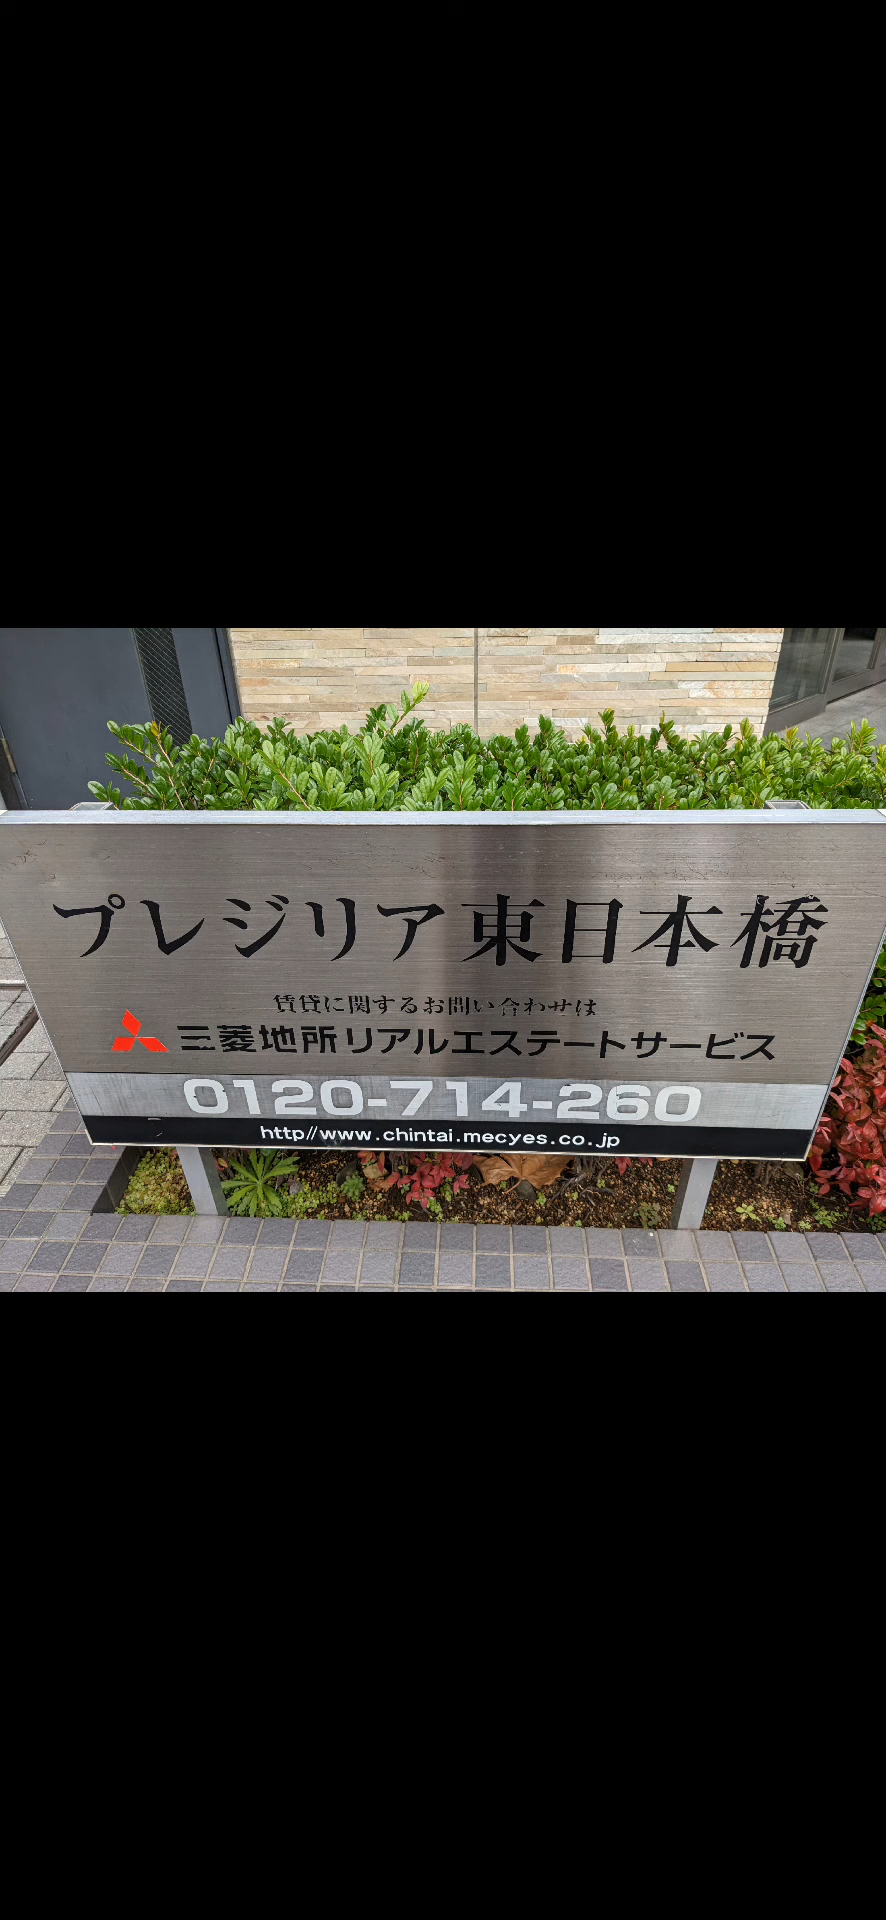 プレジリア東日本橋
賃貸に関するお問い合わせは
三菱地所リアルエステートサービス
0120-714-260
http//www.chintai.mecyes.co.jp